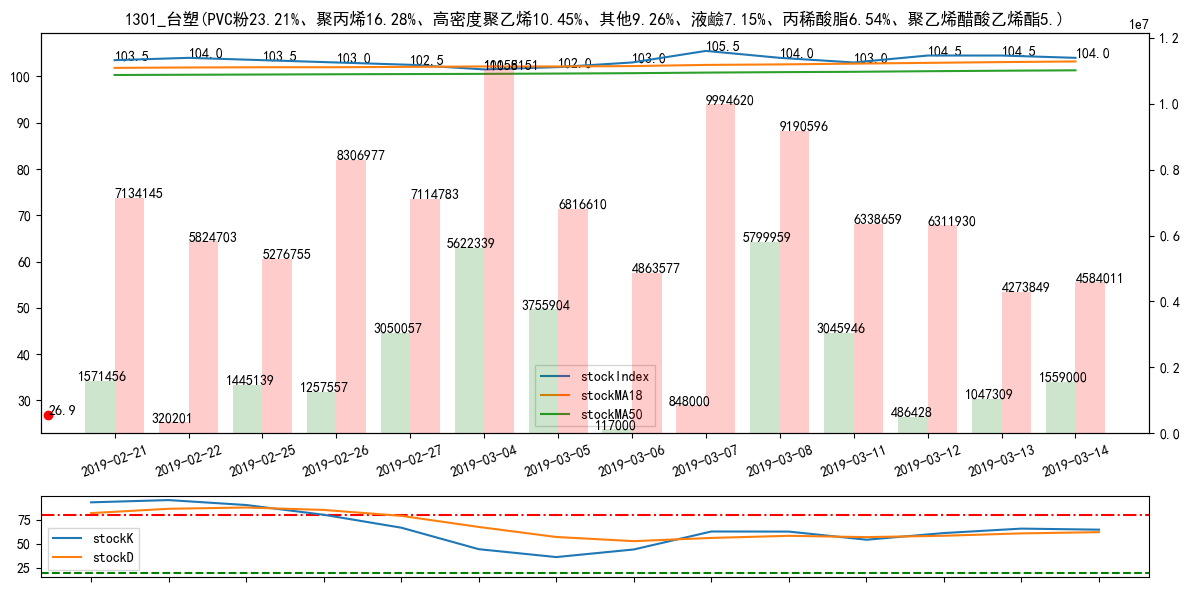 1301_台塑(PVC粉23.21%、聚丙烯16.28%、高密度聚乙烯10.45%、其他9.26%、液鹼7.15%、丙稀酸脂6.54%、聚乙烯醋酸乙烯酯5.)
1e7
103.5 104.0 103.5 103.0 102.5 102.0 103.0 105.5 104.0 103.0 104.5 104.5 104.0
7134145 5824703 5276755 8306977 7114783 6816610 4863577 9994620 9190596 6338659 6311930 4273849 4584011
1571456 320201 1445139 1257557 3050057 5622339 3755904 117000 848000 5799959 3045946 486428 1047309 1559000
26.9
100
90
80
70
60
50
40
30
1.2
1.0
0.8
0.6
0.4
0.2
0.0
stockIndex
stockMA18
stockMA50
2019-02-21 2019-02-22 2019-02-25 2019-02-26 2019-02-27 2019-03-04 2019-03-05 2019-03-06 2019-03-07 2019-03-08 2019-03-11 2019-03-12 2019-03-13 2019-03-14
75
50
25
stockK
stockD